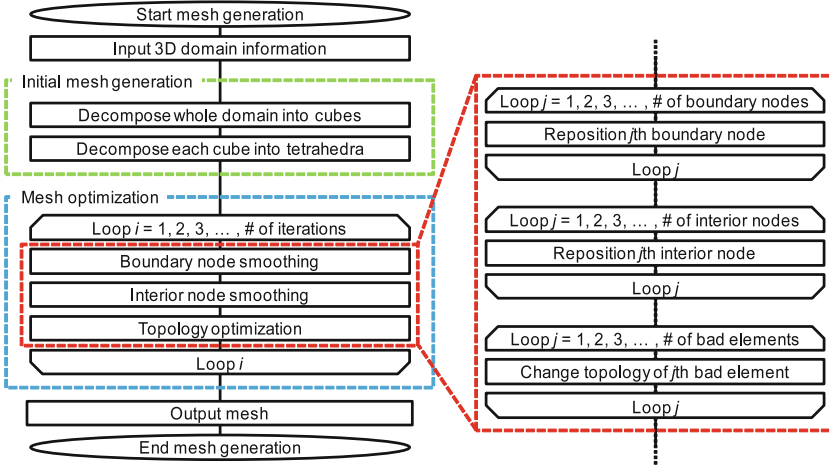 Start mesh generation
Input 3D domain information
Initial mesh generation
Decompose whole domain into cubes
Decompose each cube into tetrahedra
Mesh optimization
Loop i = 1, 2, 3, … , # of iterations
Boundary node smoothing
Interior node smoothing
Topology optimization
Loop i
Output mesh
End mesh generation
Loop j = 1, 2, 3, … , # of boundary nodes
Reposition jth boundary node
Loop j
Loop j = 1, 2, 3, … , # of interior nodes
Reposition jth interior node
Loop j
Loop j = 1, 2, 3, … , # of bad elements
Change topology of jth bad element
Loop j